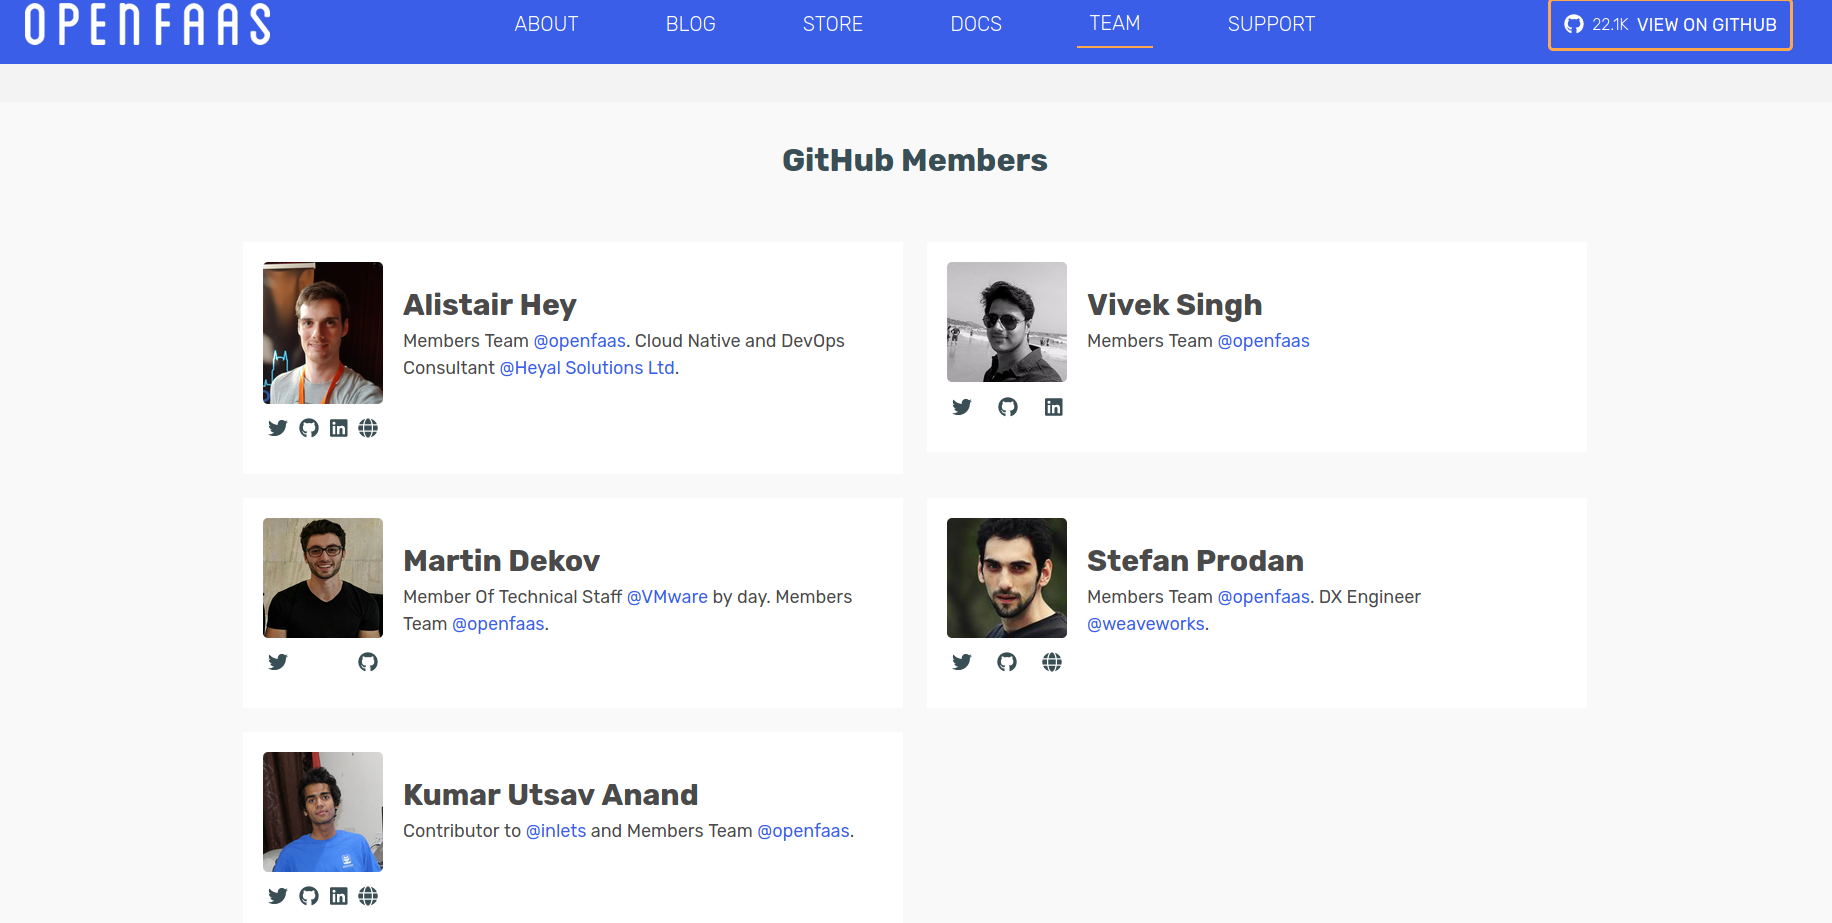 OPENFAAS
ABOUT
BLOG
STORE
DOCS
TEAM
SUPPORT
22.1K VIEW ON GITHUB
GitHub Members
Alistair Hey
Members Team @openfaas. Cloud Native and DevOps
Consultant @Heyal Solutions Ltd.
Vivek Singh
Members Team @openfaas
Martin Dekov
Member Of Technical Staff @VMware by day. Members
Team @openfaas.
Stefan Prodan
Members Team @openfaas. DX Engineer
@weaveworks.
Kumar Utsav Anand
Contributor to @inlets and Members Team @openfaas.